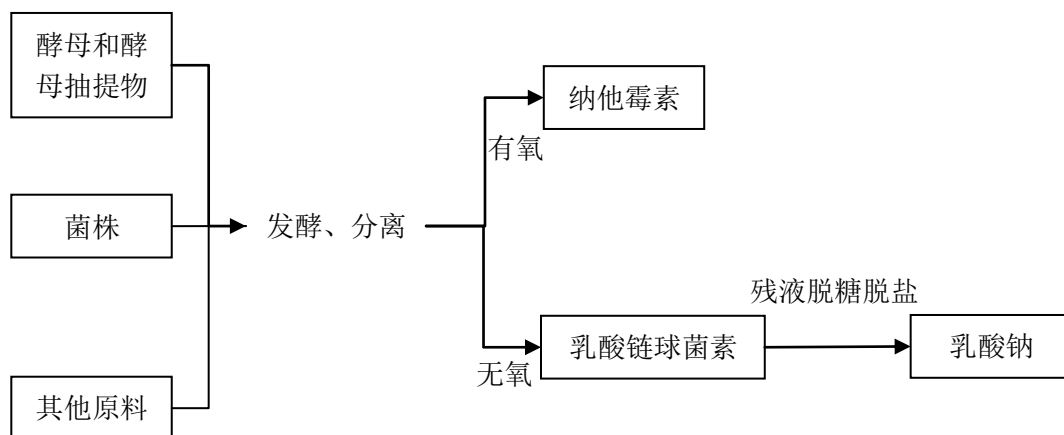 酵母和酵
母抽提物
纳他霉素
有氧
菌株
发酵、分离
残液脱糖脱盐
乳酸链球菌素
乳酸钠
无氧
其他原料